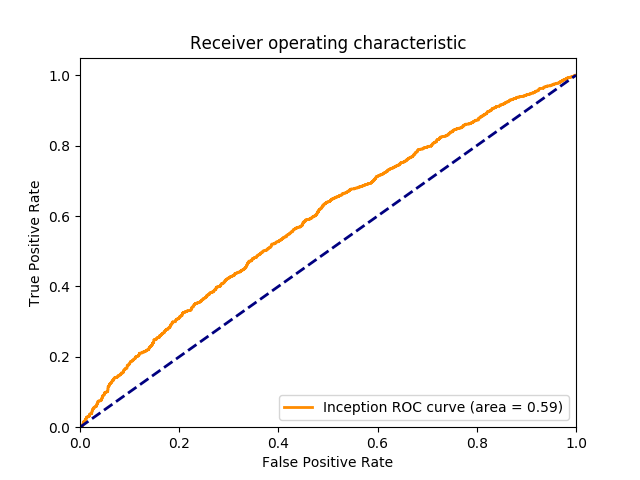 Receiver operating characteristic
1.0
0.8
0.6
0.4
0.2
0.0
True Positive Rate
Inception ROC curve (area = 0.59)
0.0 0.2 0.4 0.6 0.8 1.0
False Positive Rate